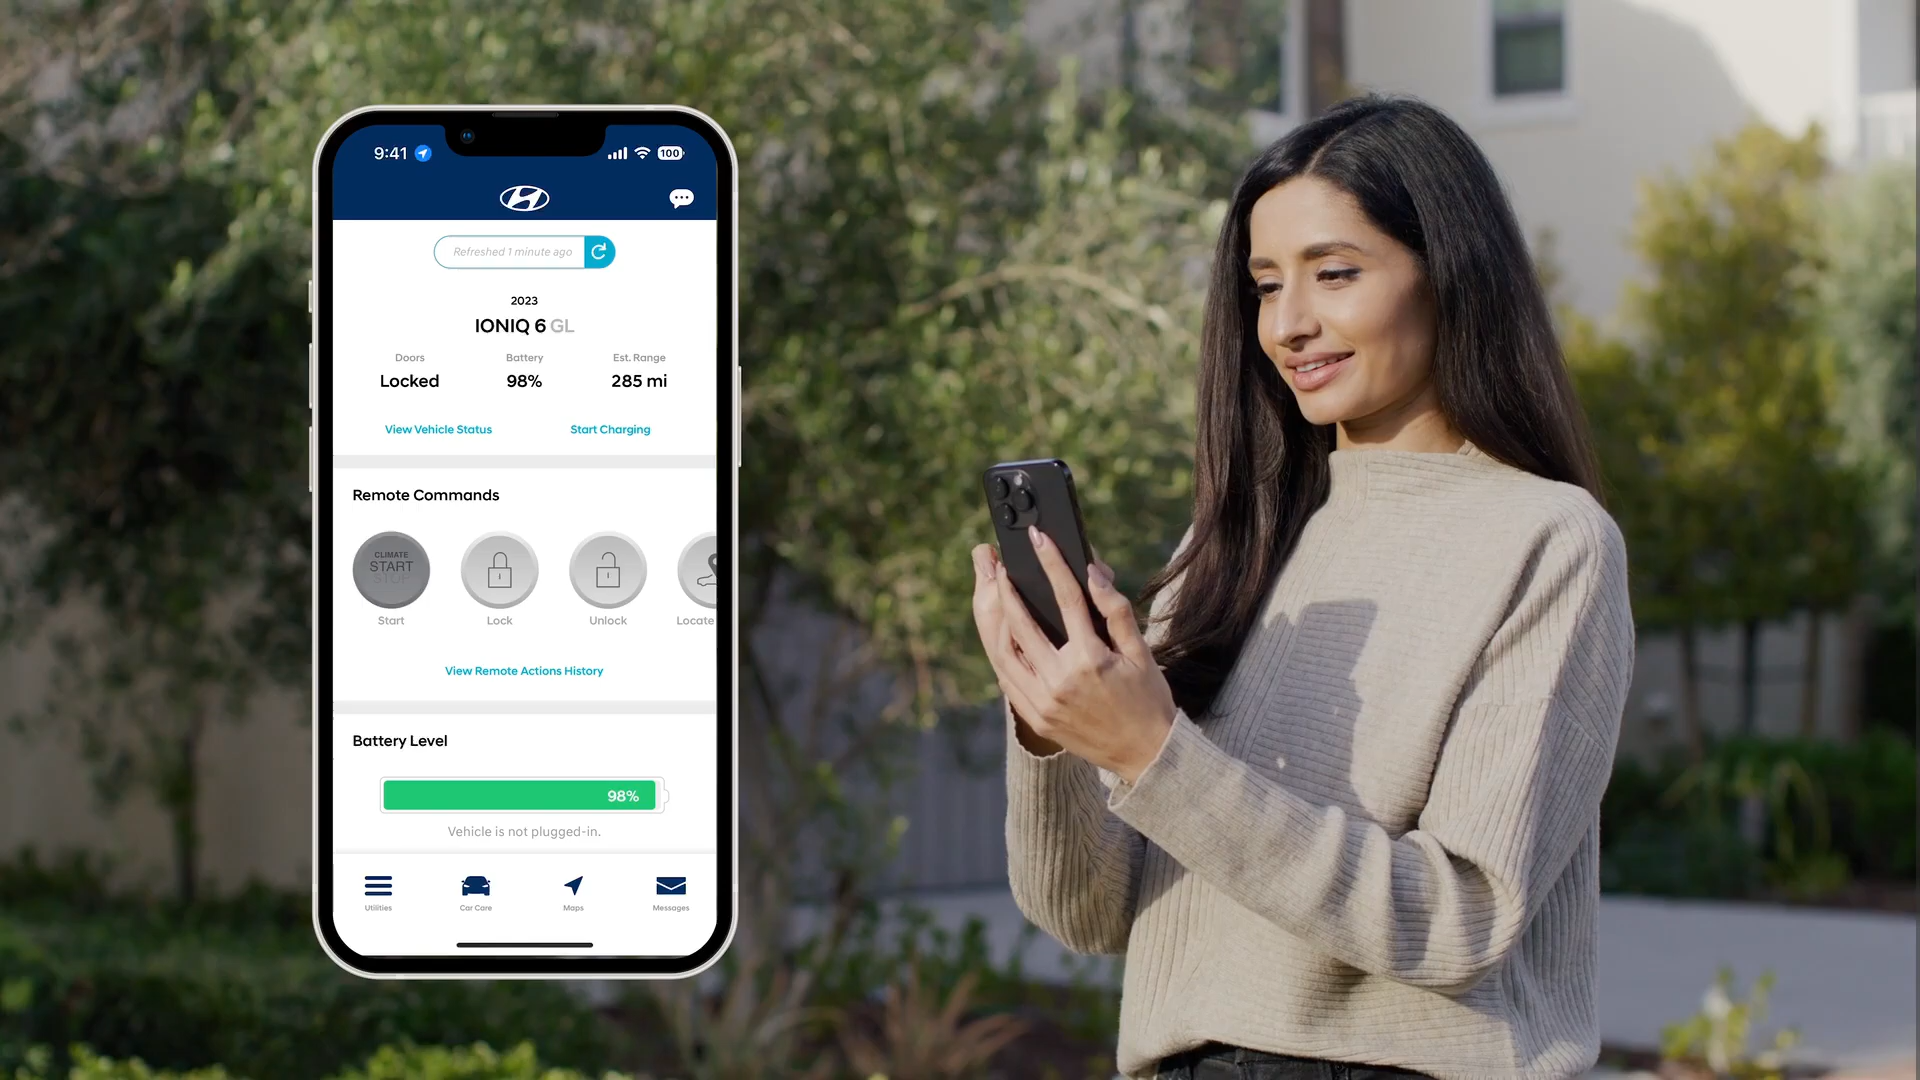 9:41
100
Refreshed 1 minute ago
2023
IONIQ 6 GL
Doors Battery Est. Range
Locked 98% 285 mi
View Vehicle Status Start Charging
Remote Commands
CLIMATE
START
STOP
Start Lock Unlock Locate
View Remote Actions History
Battery Level
98%
Vehicle is not plugged-in.
Utilities Car Care Maps Messages